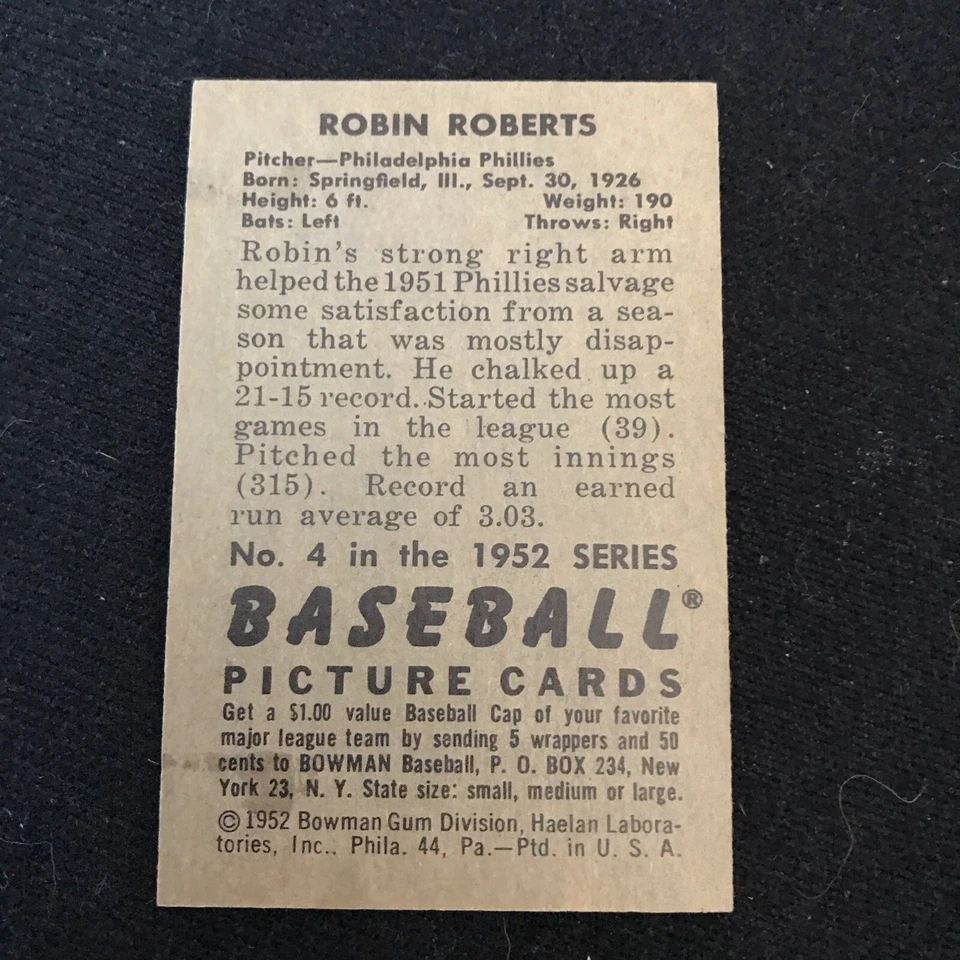 ROBIN ROBERTS
Pitcher—Philadelphia Phillies
Born: Springfield, Ill., Sept. 30, 1926
Height: 6 ft. Weight: 190
Bats: Left Throws: Right
Robin's strong right arm
helped the 1951 Phillies salvage
some satisfaction from a sea-
son that was mostly disap-
pointment. He chalked up a
21-15 record. Started the most
games in the league (39).
Pitched the most innings
(315). Record an earned
run average of 3.03.
No. 4 in the 1952 SERIES
BASEBALL®
PICTURE CARDS
Get a $1.00 value Baseball Cap of your favorite
major league team by sending 5 wrappers and 50
cents to BOWMAN Baseball, P. O. BOX 234, New
York 23, N. Y. State size: small, medium or large.
© 1952 Bowman Gum Division, Haelan Labora-
tories, Inc., Phila. 44, Pa.—Ptd. in U. S. A.